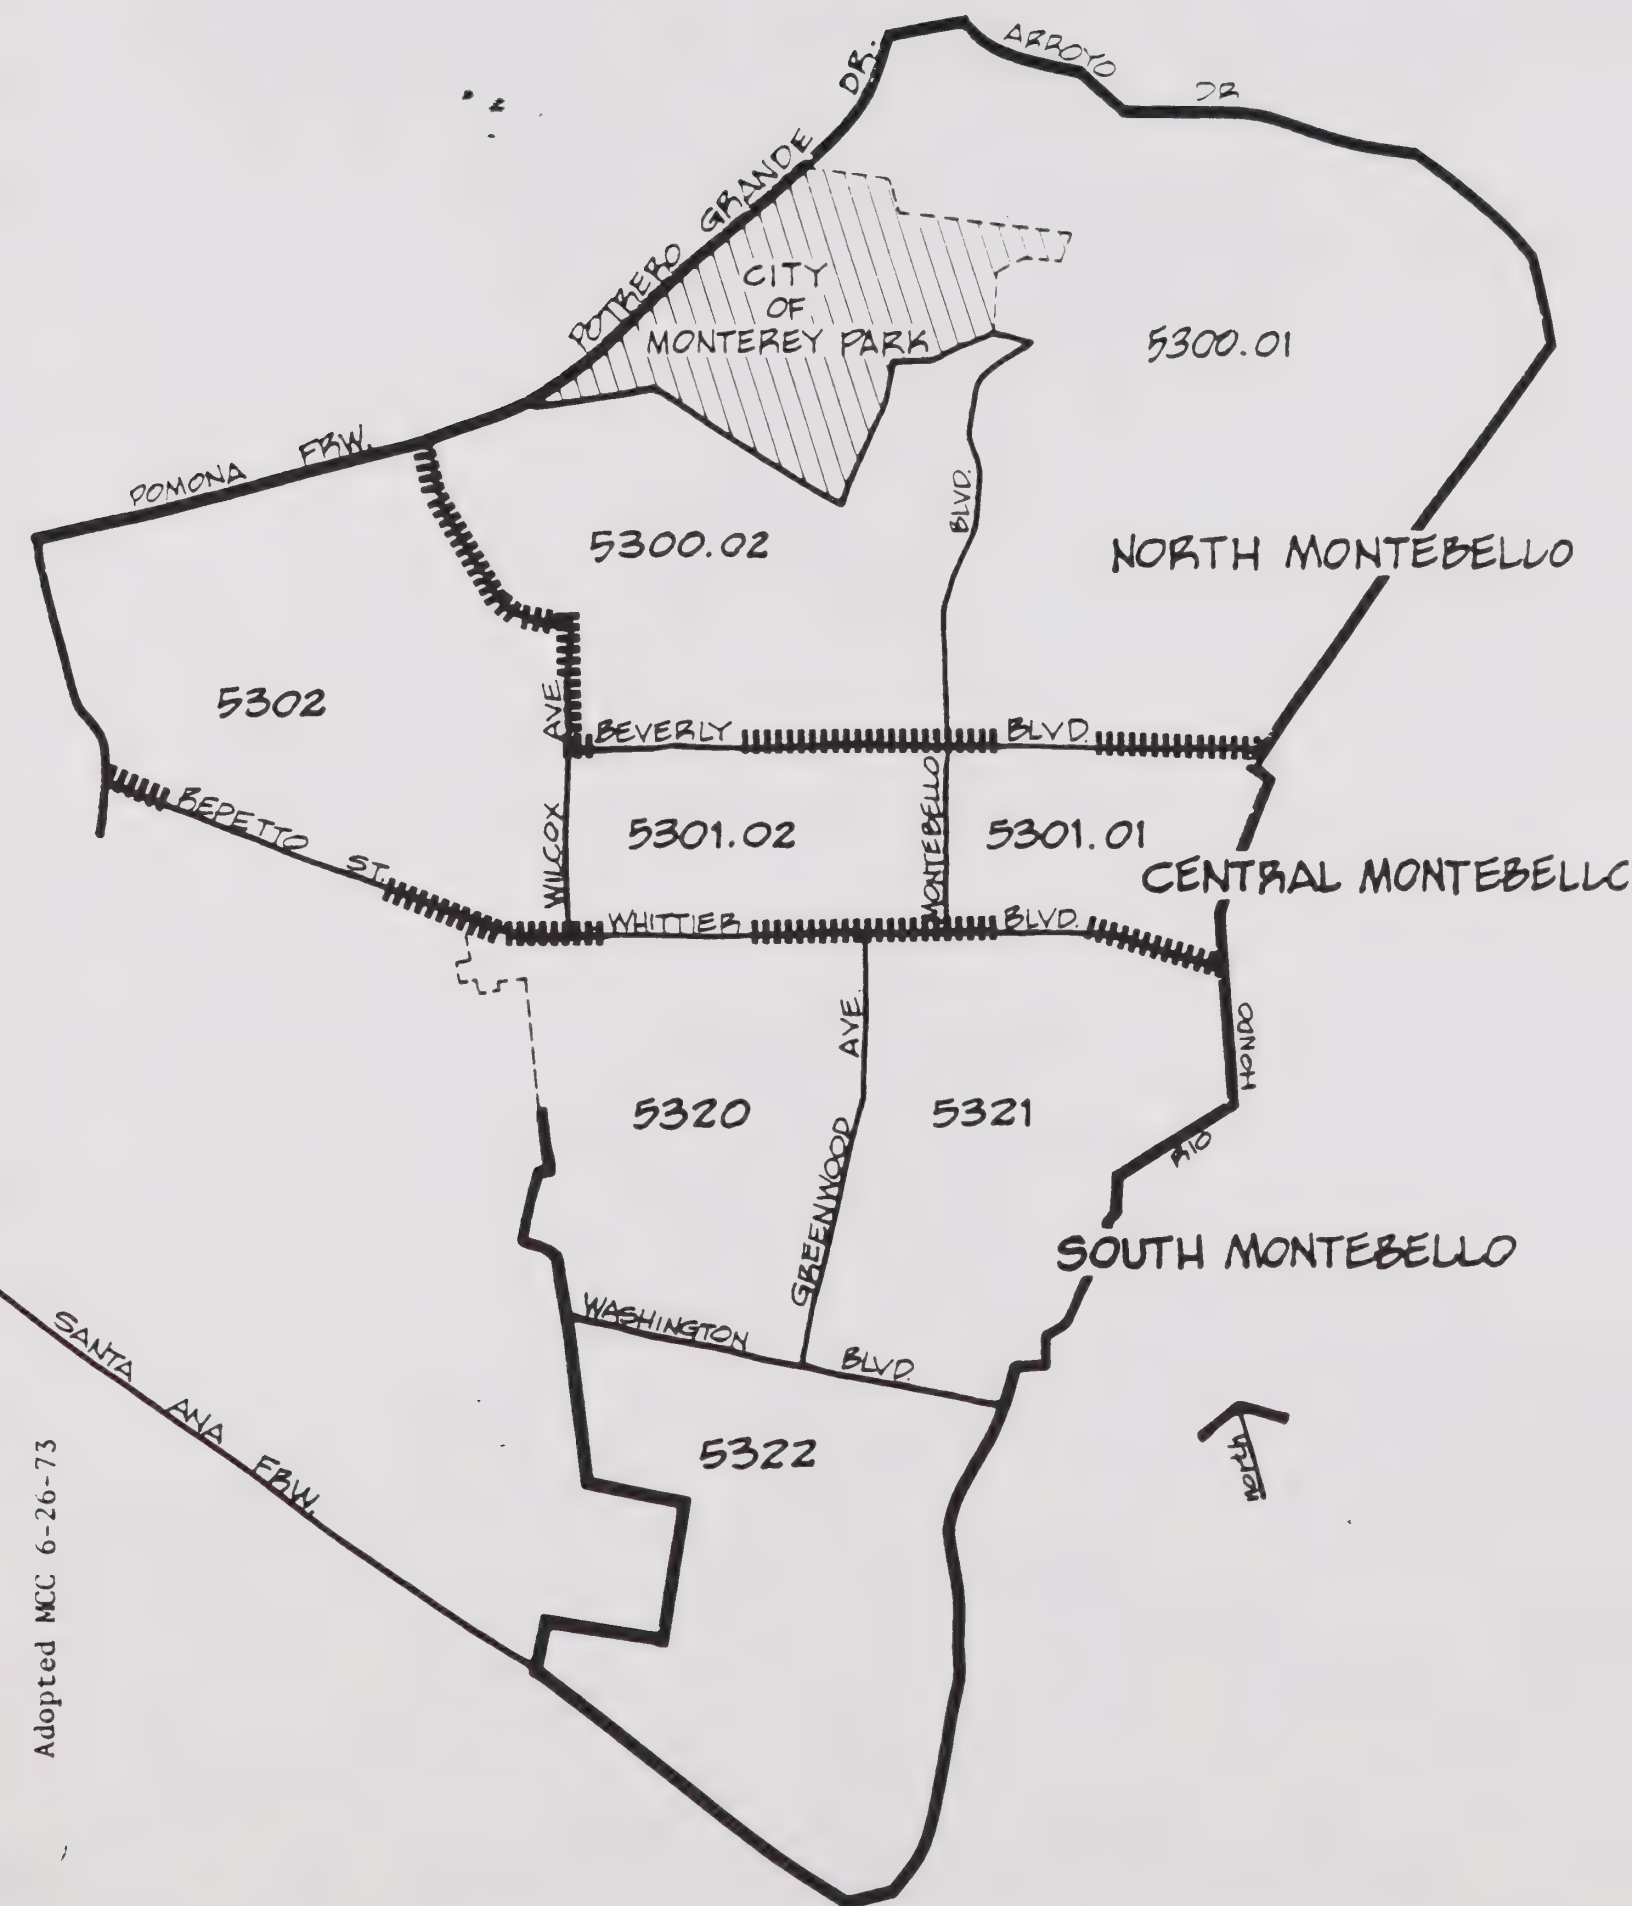 ARROYO DR
POTRERO GRANDE DR.
CITY
OF
MONTEREY PARK
5300.01
POMONA FRW.
BLVD.
5300.02
NORTH MONTEBELLO
5302
AVE
BEVERLY BLVD.
REPETTO ST.
WILCOX
5301.02
MONTEBELLO
5301.01
CENTRAL MONTEBELLO
WHITTIER BLVD.
AVE.
HONDO
5320
5321
GREENWOOD
RIO
SOUTH MONTEBELLO
WASHINGTON BLVD.
SANTA ANA FRW.
5322
NORTH
Adopted MCC 6-26-73